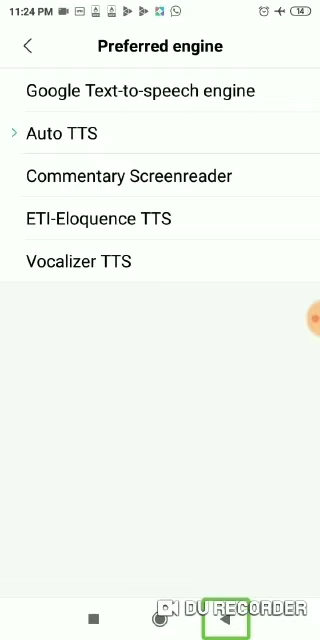 11:24 PM
14
Preferred engine
Google Text-to-speech engine
Auto TTS
Commentary Screenreader
ETI-Eloquence TTS
Vocalizer TTS
DU RECORDER